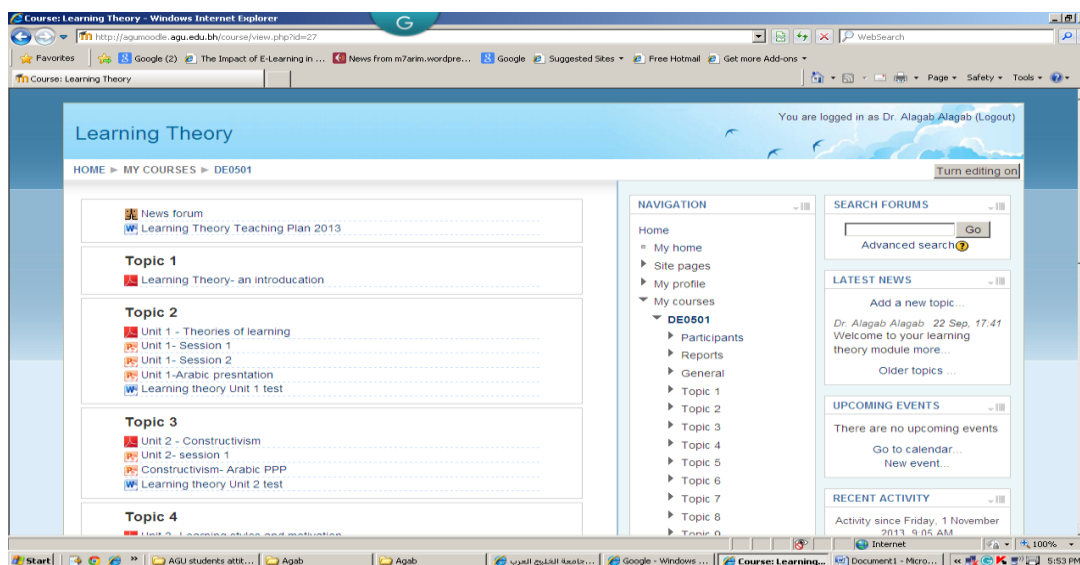 Course: Learning Theory - Windows Internet Explorer
G
http://agumoodle.agu.edu.bh/course/view.php?id=27
WebSearch
Favorites
Google (2)
The Impact of E-Learning in ...
News from m7arim.wordpre...
Google
Suggested Sites
Free Hotmail
Get more Add-ons
Course: Learning Theory
Page
Safety
Tools
You are logged in as Dr. Alagab Alagab (Logout)
Learning Theory
HOME ► MY COURSES ► DE0501
Turn editing on
News forum
Learning Theory Teaching Plan 2013
Topic 1
Learning Theory- an introducation
Topic 2
Unit 1 - Theories of learning
Unit 1- Session 1
Unit 1- Session 2
Unit 1-Arabic presntation
Learning theory Unit 1 test
Topic 3
Unit 2 - Constructivism
Unit 2- session 1
Constructivism- Arabic PPP
Learning theory Unit 2 test
Topic 4
Unit 3- Learning styles and motivation
NAVIGATION
Home
My home
Site pages
My profile
My courses
DE0501
Participants
Reports
General
Topic 1
Topic 2
Topic 3
Topic 4
Topic 5
Topic 6
Topic 7
Topic 8
Topic 9
SEARCH FORUMS
Go
Advanced search
LATEST NEWS
Add a new topic...
Dr. Alagab Alagab 22 Sep, 17:41
Welcome to your learning
theory module more...
Older topics ...
UPCOMING EVENTS
There are no upcoming events
Go to calendar...
New event...
RECENT ACTIVITY
Activity since Friday, 1 November
2013, 9:05 AM
Internet
100%
Start
AGU students attit...
Agab
Agab
جامعة الخليج العربي...
Google - Windows ...
Course: Learning...
Document1 - Micro...
5:53 PM